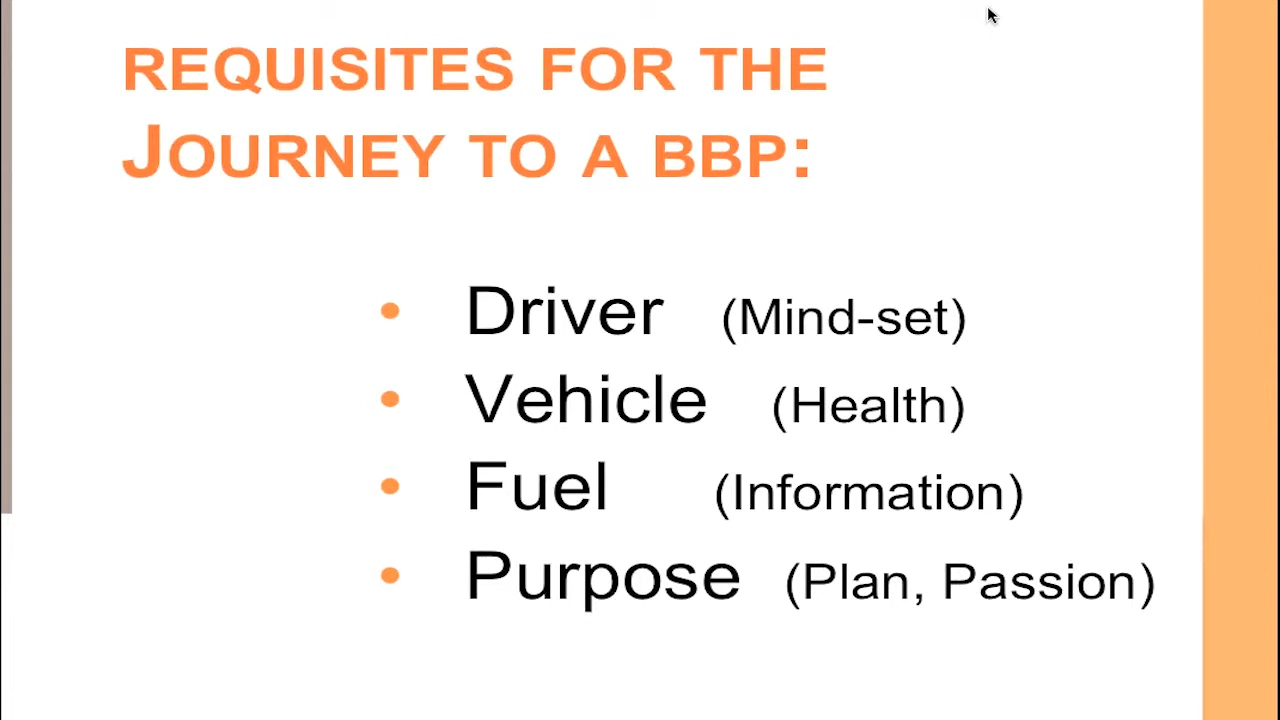 REQUISITES FOR THE
JOURNEY TO A BBP:
• Driver (Mind-set)
• Vehicle (Health)
• Fuel (Information)
• Purpose (Plan, Passion)